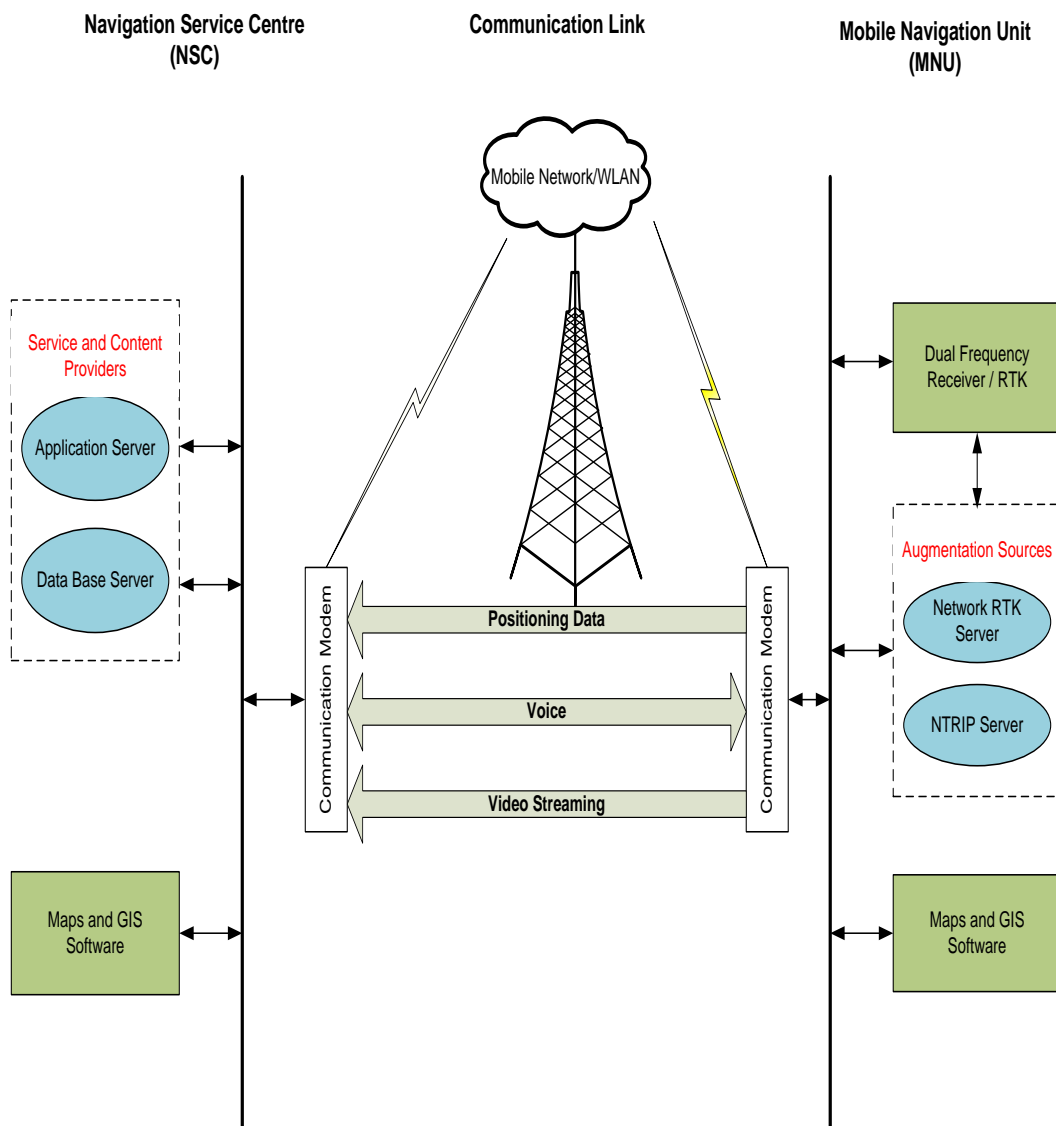 Navigation Service Centre
(NSC)
Communication Link
Mobile Navigation Unit
(MNU)
Mobile Network/WLAN
Service and Content
Providers
Application Server
Data Base Server
Maps and GIS
Software
Communication Modem
Positioning Data
Voice
Video Streaming
Communication Modem
Dual Frequency
Receiver / RTK
Augmentation Sources
Network RTK
Server
NTRIP Server
Maps and GIS
Software